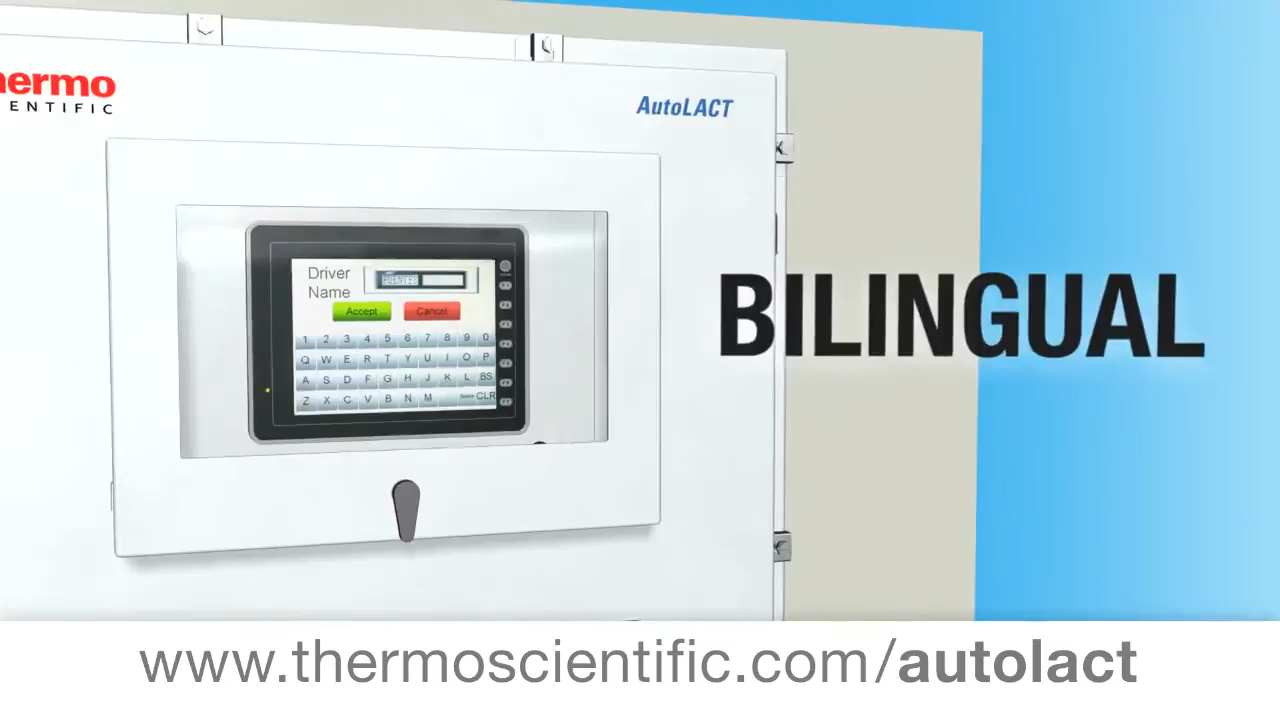 hermo
ENTIFIC
AutoLACT
Driver
Name
Accept
Cancel
1 2 3 4 5 6 7 8 9 0
Q W E R T Y U I O P
A S D F G H J K L BS
Z X C V B N M CLR
BILINGUAL
www.thermoscientific.com/autolact